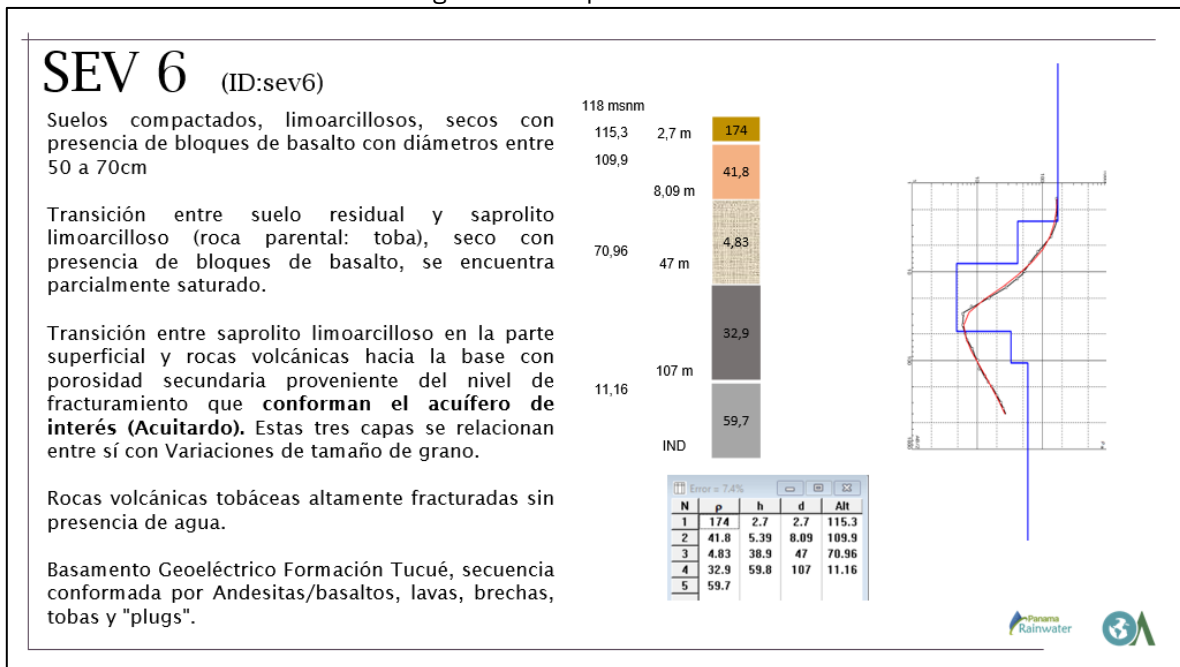 SEV 6 (ID:sev6)
Suelos compactados, limoarcillosos, secos con
presencia de bloques de basalto con diámetros entre
50 a 70cm
Transición entre suelo residual y saprolito
limoarcilloso (roca parental: toba), seco con
presencia de bloques de basalto, se encuentra
parcialmente saturado.
Transición entre saprolito limoarcilloso en la parte
superficial y rocas volcánicas hacia la base con
porosidad secundaria proveniente del nivel de
fracturamiento que conforman el acuífero de
interés (Acuitardo). Estas tres capas se relacionan
entre sí con Variaciones de tamaño de grano.
Rocas volcánicas tobáceas altamente fracturadas sin
presencia de agua.
Basamento Geoeléctrico Formación Tucué, secuencia
conformada por Andesitas/basaltos, lavas, brechas,
tobas y "plugs".
118 msnm
115,3 2,7 m 174
109,9
41,8
8,09 m
4,83
70,96
47 m
32,9
107 m
11,16
59,7
IND
Error = 7.4%
N ρ h d Alt
1 174 2.7 2.7 115.3
2 41.8 5.39 8.09 109.9
3 4.83 38.9 47 70.96
4 32.9 59.8 107 11.16
5 59.7
Panama
Rainwater